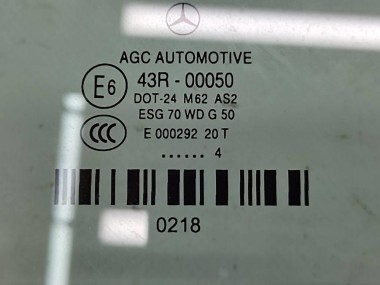 AGC AUTOMOTIVE
E6 43R - 00050
DOT-24 M62 AS2
ESG 70 WD G 50
CCC E 000292 20 T
...... 4
0218